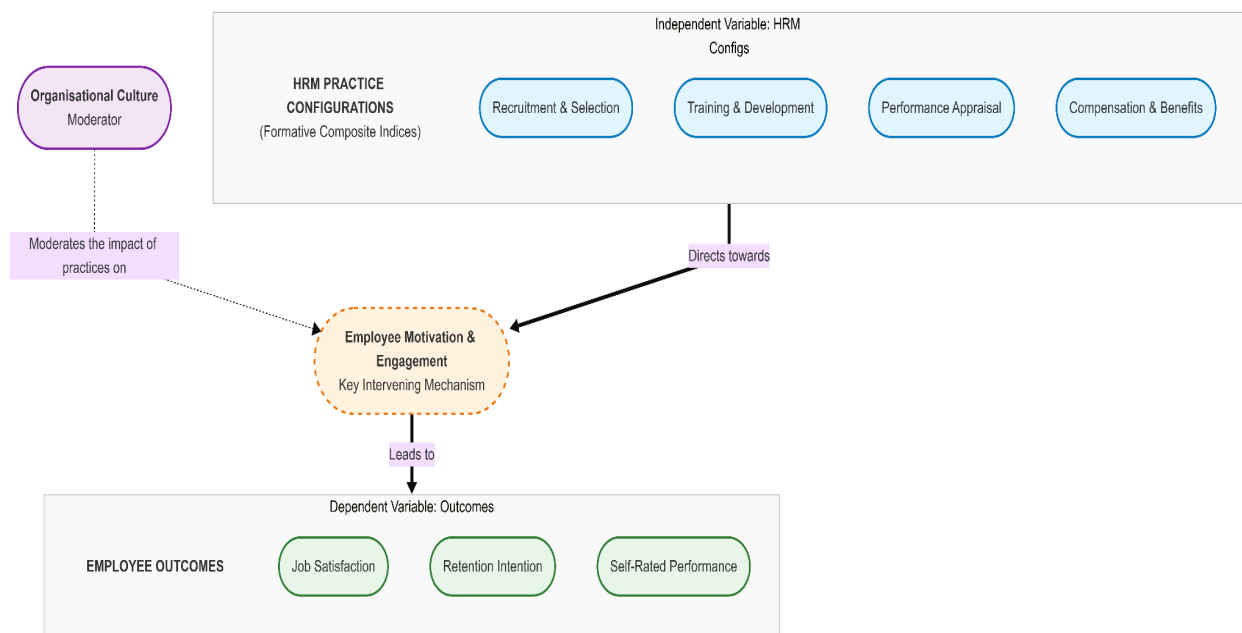 Independent Variable: HRM
Configs
HRM PRACTICE
CONFIGURATIONS
(Formative Composite Indices)
Recruitment & Selection
Training & Development
Performance Appraisal
Compensation & Benefits
Organisational Culture
Moderator
Moderates the impact of
practices on
Directs towards
Employee Motivation &
Engagement
Key Intervening Mechanism
Leads to
Dependent Variable: Outcomes
EMPLOYEE OUTCOMES
Job Satisfaction
Retention Intention
Self-Rated Performance